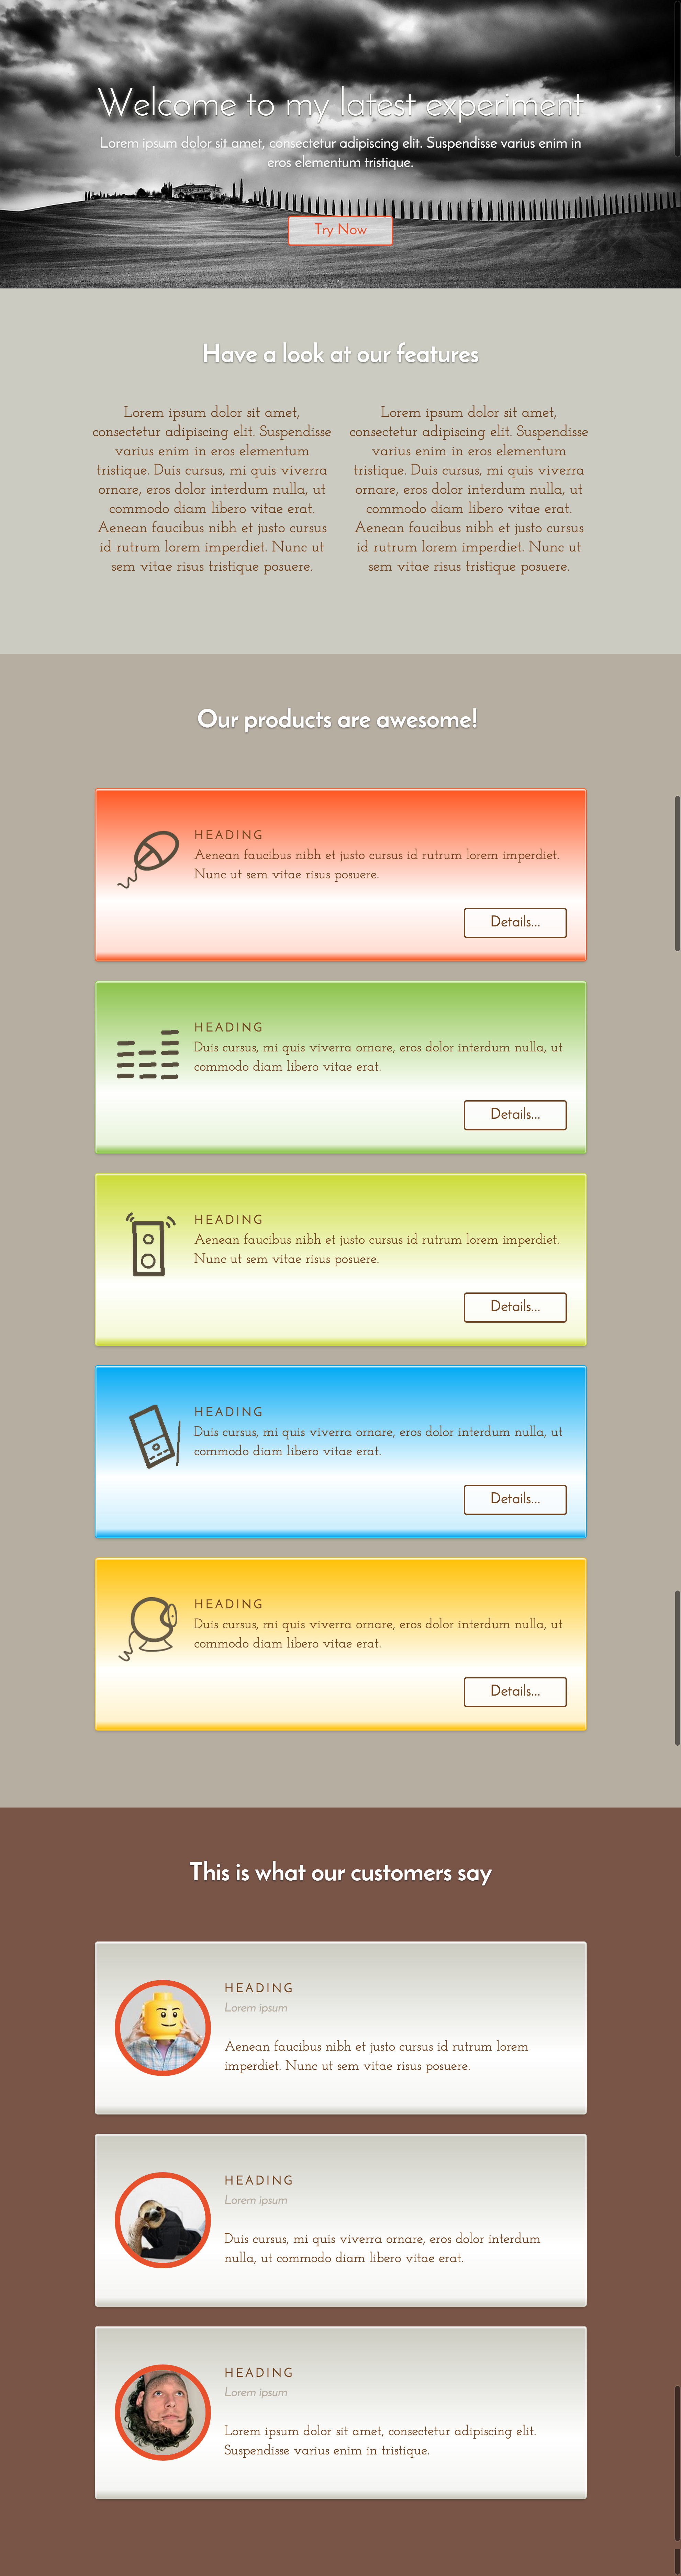 Welcome to my latest experiment
Lorem ipsum dolor sit amet, consectetur adipiscing elit. Suspendisse varius enim in
eros elementum tristique.
Try Now
Have a look at our features
Lorem ipsum dolor sit amet,
consectetur adipiscing elit. Suspendisse
varius enim in eros elementum
tristique. Duis cursus, mi quis viverra
ornare, eros dolor interdum nulla, ut
commodo diam libero vitae erat.
Aenean faucibus nibh et justo cursus
id rutrum lorem imperdiet. Nunc ut
sem vitae risus tristique posuere.
Lorem ipsum dolor sit amet,
consectetur adipiscing elit. Suspendisse
varius enim in eros elementum
tristique. Duis cursus, mi quis viverra
ornare, eros dolor interdum nulla, ut
commodo diam libero vitae erat.
Aenean faucibus nibh et justo cursus
id rutrum lorem imperdiet. Nunc ut
sem vitae risus tristique posuere.
Our products are awesome!
HEADING
Aenean faucibus nibh et justo cursus id rutrum lorem imperdiet.
Nunc ut sem vitae risus posuere.
Details...
HEADING
Duis cursus, mi quis viverra ornare, eros dolor interdum nulla, ut
commodo diam libero vitae erat.
Details...
HEADING
Aenean faucibus nibh et justo cursus id rutrum lorem imperdiet.
Nunc ut sem vitae risus posuere.
Details...
HEADING
Duis cursus, mi quis viverra ornare, eros dolor interdum nulla, ut
commodo diam libero vitae erat.
Details...
HEADING
Duis cursus, mi quis viverra ornare, eros dolor interdum nulla, ut
commodo diam libero vitae erat.
Details...
This is what our customers say
HEADING
Lorem ipsum
Aenean faucibus nibh et justo cursus id rutrum lorem
imperdiet. Nunc ut sem vitae risus posuere.
HEADING
Lorem ipsum
Duis cursus, mi quis viverra ornare, eros dolor interdum
nulla, ut commodo diam libero vitae erat.
HEADING
Lorem ipsum
Lorem ipsum dolor sit amet, consectetur adipiscing elit.
Suspendisse varius enim in tristique.